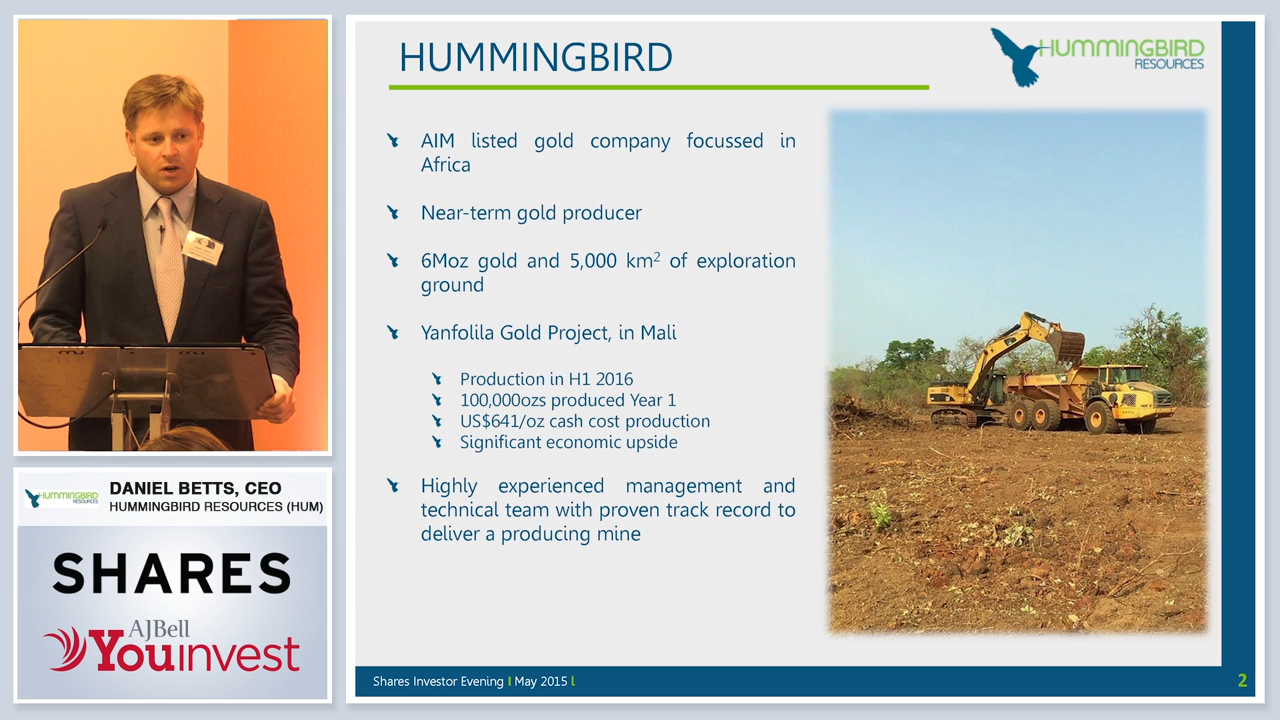 HUMMINGBIRD
HUMMINGBIRD
RESOURCES
AIM listed gold company focussed in
Africa
Near-term gold producer
6Moz gold and 5,000 km² of exploration
ground
Yanfolila Gold Project, in Mali
Production in H1 2016
100,000ozs produced Year 1
US$641/oz cash cost production
Significant economic upside
Highly experienced management and
technical team with proven track record to
deliver a producing mine
Shares Investor Evening I May 2015 l
2
HUMMINGBIRD
RESOURCES
DANIEL BETTS, CEO
HUMMINGBIRD RESOURCES (HUM)
SHARES
AJBell
Youinvest